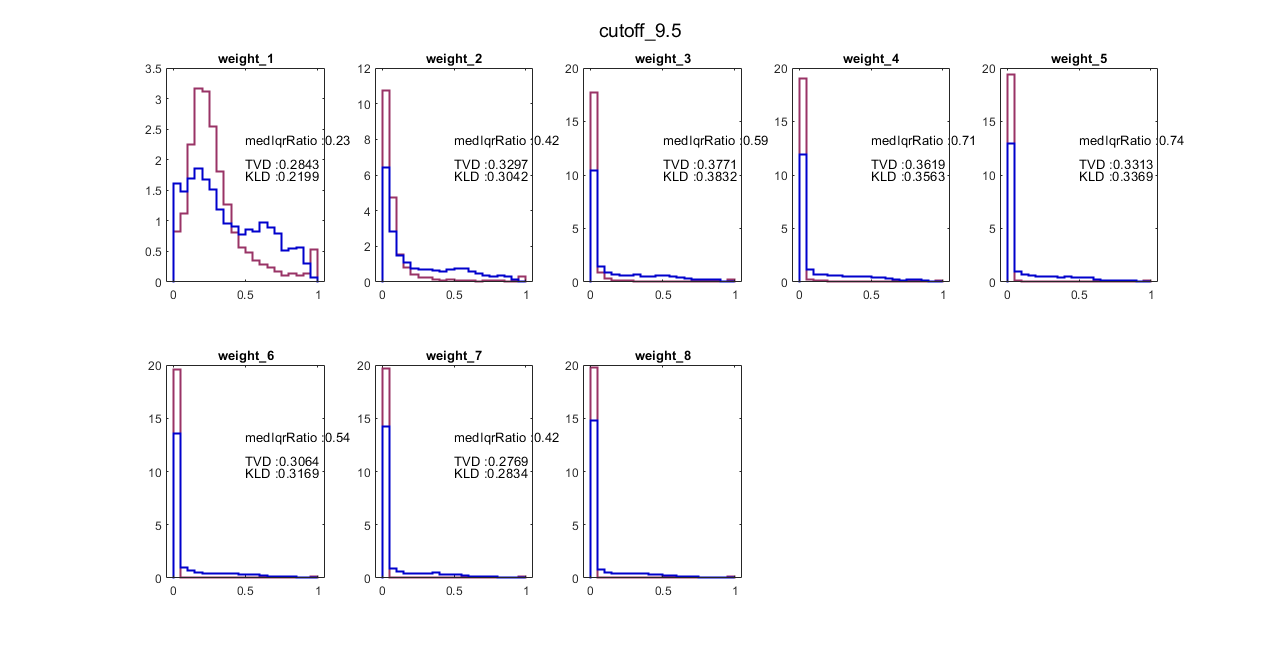 cutoff_9.5
weight_1
weight_2
weight_3
weight_4
weight_5
3.5
3
2.5
2
1.5
1
0.5
0
0
0.5
1
medIqrRatio :0.23
TVD :0.2843
KLD :0.2199
12
10
8
6
4
2
0
0
0.5
1
medIqrRatio :0.42
TVD :0.3297
KLD :0.3042
20
15
10
5
0
0
0.5
1
medIqrRatio :0.59
TVD :0.3771
KLD :0.3832
20
15
10
5
0
0
0.5
1
medIqrRatio :0.71
TVD :0.3619
KLD :0.3563
20
15
10
5
0
0
0.5
1
medIqrRatio :0.74
TVD :0.3313
KLD :0.3369
weight_6
weight_7
weight_8
20
15
10
5
0
0
0.5
1
medIqrRatio :0.54
TVD :0.3064
KLD :0.3169
20
15
10
5
0
0
0.5
1
medIqrRatio :0.42
TVD :0.2769
KLD :0.2834
20
15
10
5
0
0
0.5
1